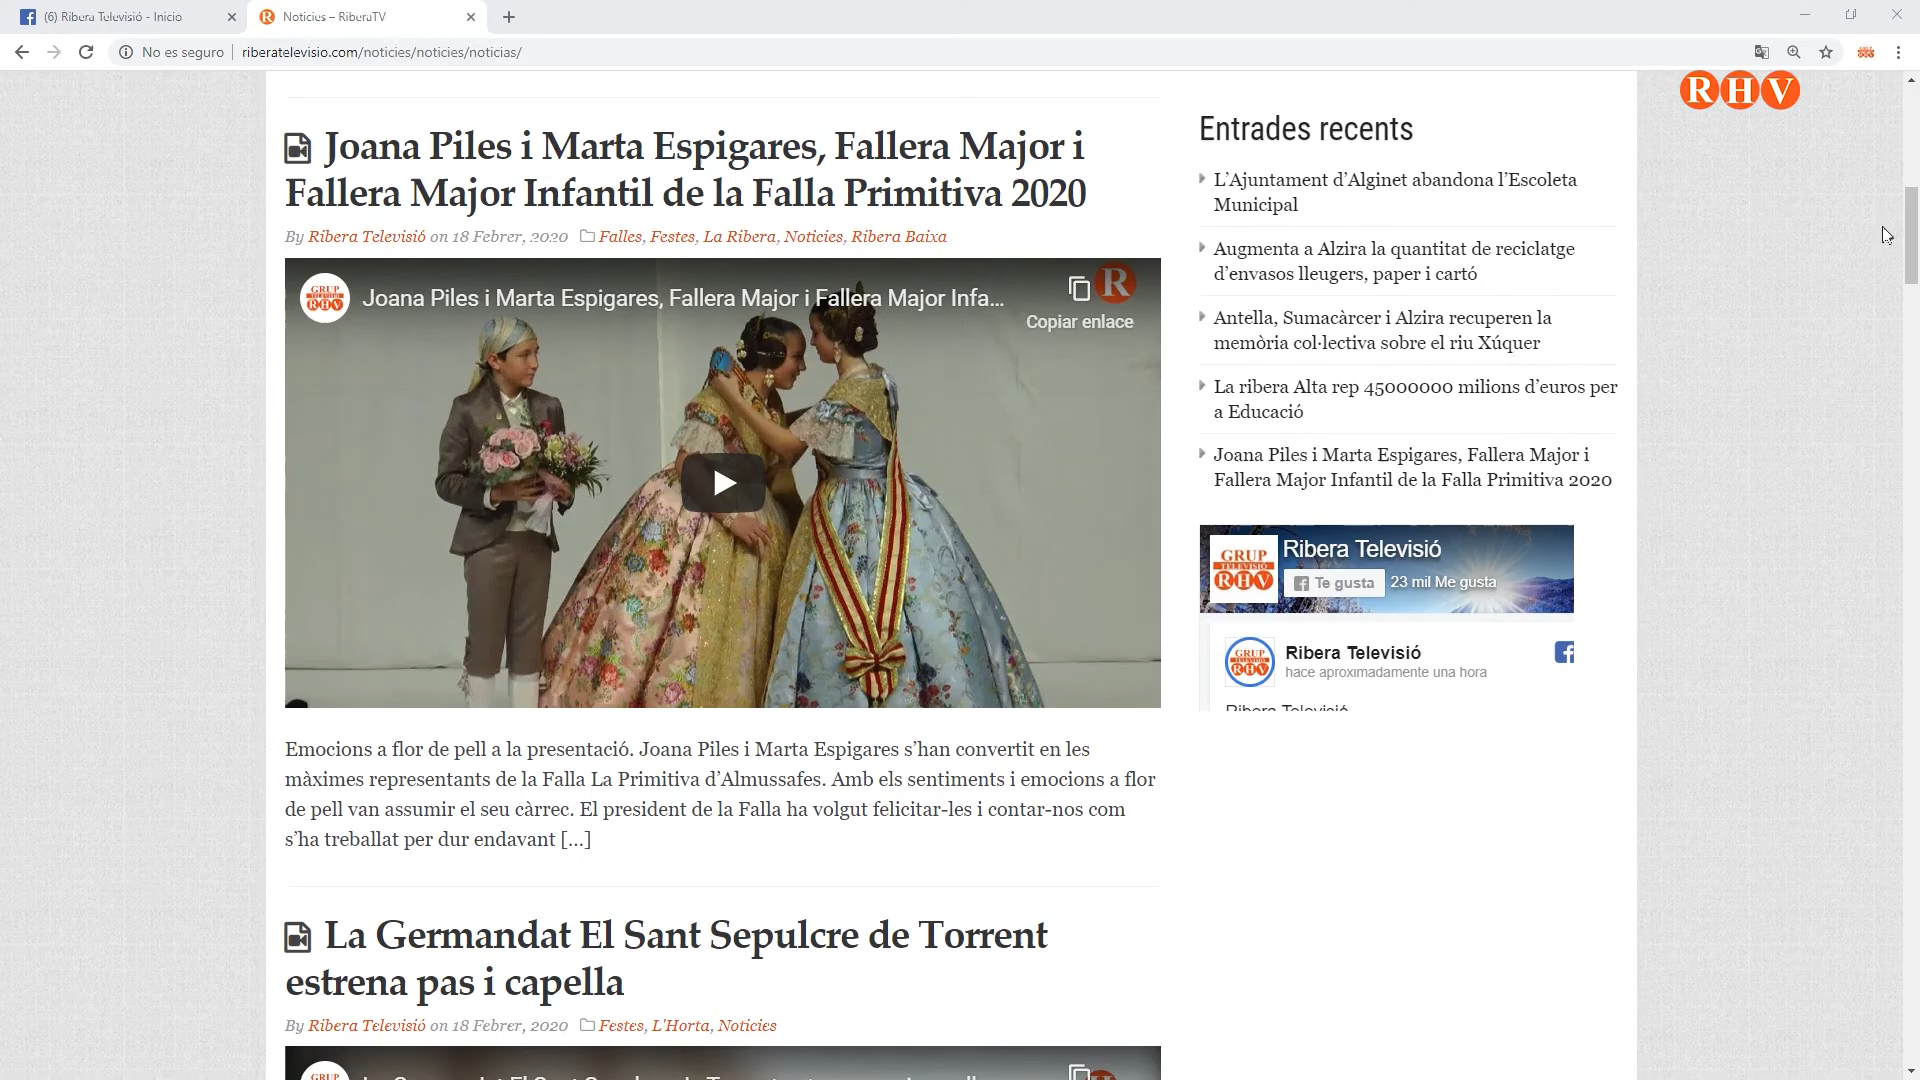 (6) Ribera Televisió - Inicio
Noticies – RiberaTV
No es seguro
riberatelevisio.com/noticies/noticies/noticias/
RHV
Joana Piles i Marta Espigares, Fallera Major i
Fallera Major Infantil de la Falla Primitiva 2020
By Ribera Televisió on 18 Febrer, 2020 Falles, Festes, La Ribera, Noticies, Ribera Baixa
GRUP
TELEVISIÓ
RHV
Joana Piles i Marta Espigares, Fallera Major i Fallera Major Infa...
R
Copiar enlace
Emocions a flor de pell a la presentació. Joana Piles i Marta Espigares s’han convertit en les
màximes representants de la Falla La Primitiva d’Almussafes. Amb els sentiments i emocions a flor
de pell van assumir el seu càrrec. El president de la Falla ha volgut felicitar-les i contar-nos com
s’ha treballat per dur endavant [...]
La Germandat El Sant Sepulcre de Torrent
estrena pas i capella
By Ribera Televisió on 18 Febrer, 2020 Festes, L'Horta, Noticies
GRUP
Entrades recents
L’Ajuntament d’Alginet abandona l’Escoleta
Municipal
Augmenta a Alzira la quantitat de reciclatge
d’envasos lleugers, paper i cartó
Antella, Sumacàrcer i Alzira recuperen la
memòria col·lectiva sobre el riu Xúquer
La ribera Alta rep 45000000 milions d’euros per
a Educació
Joana Piles i Marta Espigares, Fallera Major i
Fallera Major Infantil de la Falla Primitiva 2020
GRUP
TELEVISIÓ
RHV
Ribera Televisió
Te gusta
23 mil Me gusta
GRUP
TELEVISIÓ
RHV
Ribera Televisió
hace aproximadamente una hora
Ribera Televisió